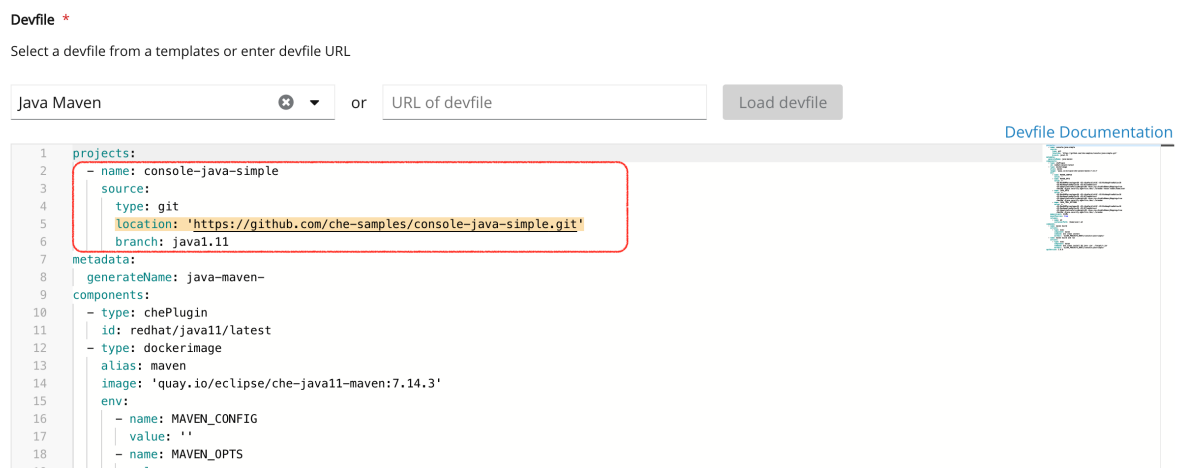 Devfile *
Select a devfile from a templates or enter devfile URL
Java Maven or URL of devfile Load devfile
Devfile Documentation
1 projects:
2 - name: console-java-simple
3 source:
4 type: git
5 location: 'https://github.com/che-samples/console-java-simple.git'
6 branch: java1.11
7 metadata:
8 generateName: java-maven-
9 components:
10 - type: chePlugin
11 id: redhat/java11/latest
12 - type: dockerimage
13 alias: maven
14 image: 'quay.io/eclipse/che-java11-maven:7.14.3'
15 env:
16 - name: MAVEN_CONFIG
17 value: ''
18 - name: MAVEN_OPTS